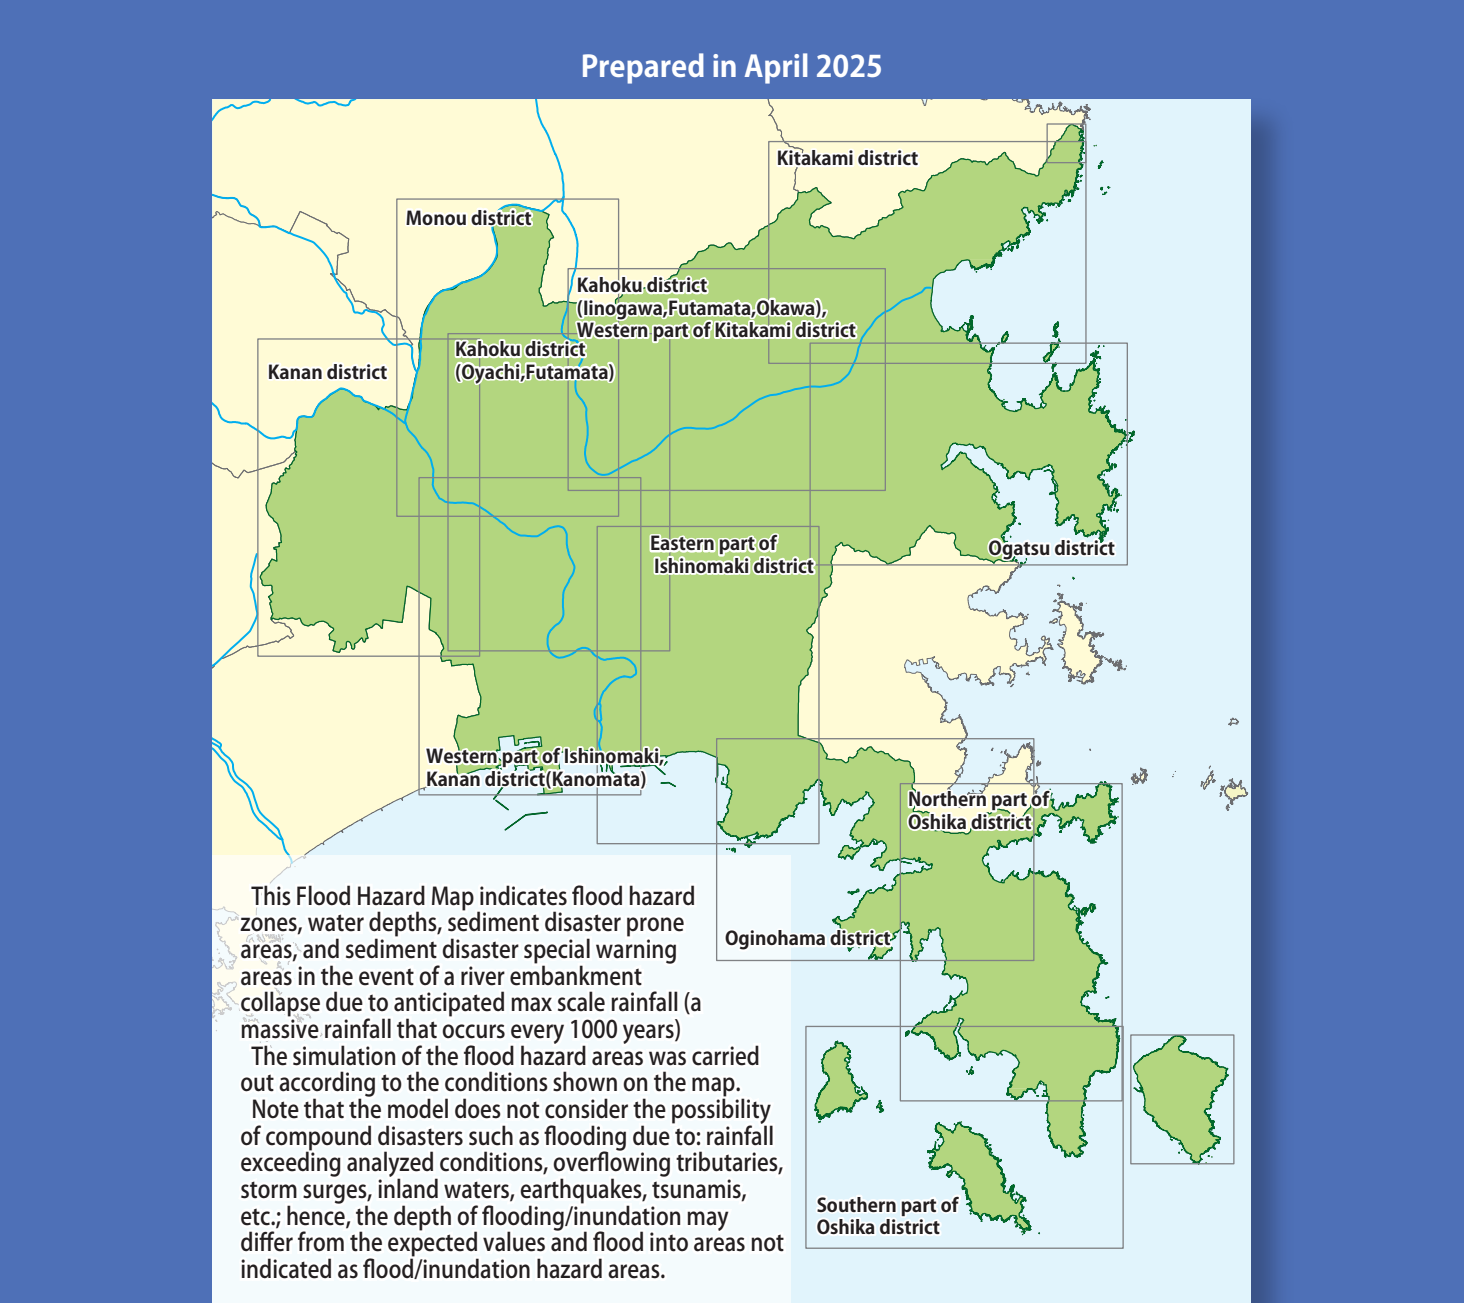 Prepared in April 2025
Kitakami district
Monou district
Kahoku district
(Iinogawa,Futamata,Okawa),
Western part of Kitakami district
Kahoku district
(Oyachi,Futamata)
Kanan district
Eastern part of
Ishinomaki district
Ogatsu district
Western part of Ishinomaki,
Kanan district(Kanomata)
Northern part of
Oshika district
Oginohama district
Southern part of
Oshika district
This Flood Hazard Map indicates flood hazard
zones, water depths, sediment disaster prone
areas, and sediment disaster special warning
areas in the event of a river embankment
collapse due to anticipated max scale rainfall (a
massive rainfall that occurs every 1000 years)
The simulation of the flood hazard areas was carried
out according to the conditions shown on the map.
Note that the model does not consider the possibility
of compound disasters such as flooding due to: rainfall
exceeding analyzed conditions, overflowing tributaries,
storm surges, inland waters, earthquakes, tsunamis,
etc.; hence, the depth of flooding/inundation may
differ from the expected values and flood into areas not
indicated as flood/inundation hazard areas.